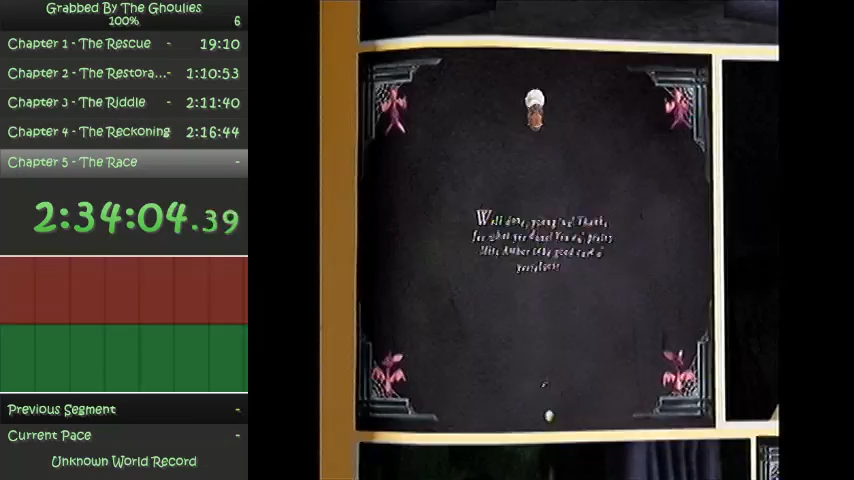 Grabbed By The Ghoulies
100% 6
Chapter 1 - The Rescue - 19:10
Chapter 2 - The Restora...- 1:10:53
Chapter 3 - The Riddle - 2:11:40
Chapter 4 - The Reckoning 2:16:44
Chapter 5 - The Race -
2:34:04.39
Previous Segment -
Current Pace -
Unknown World Record
Well done, young 'un! Thanks
for what you done! You an' pretty
Miss Amber take good care o'
yerselves!